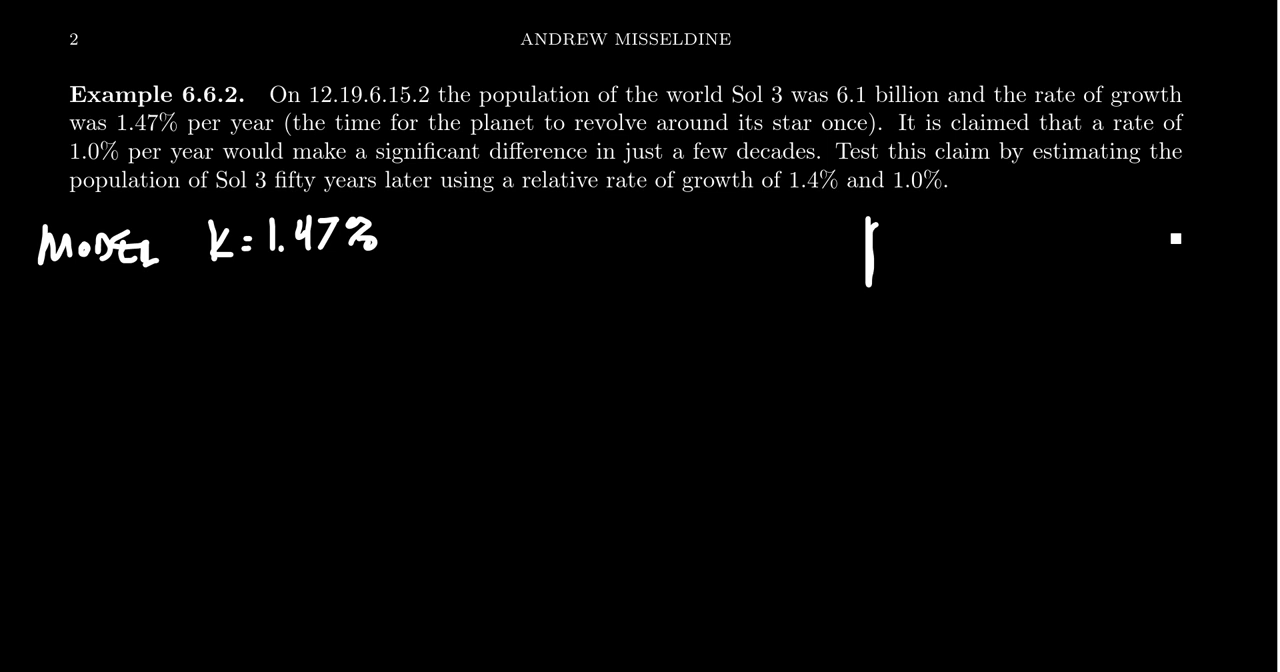 2 ANDREW MISSELDINE
Example 6.6.2. On 12.19.6.15.2 the population of the world Sol 3 was 6.1 billion and the rate of growth
was 1.47% per year (the time for the planet to revolve around its star once). It is claimed that a rate of
1.0% per year would make a significant difference in just a few decades. Test this claim by estimating the
population of Sol 3 fifty years later using a relative rate of growth of 1.4% and 1.0%.
MODEL K = 1.47%